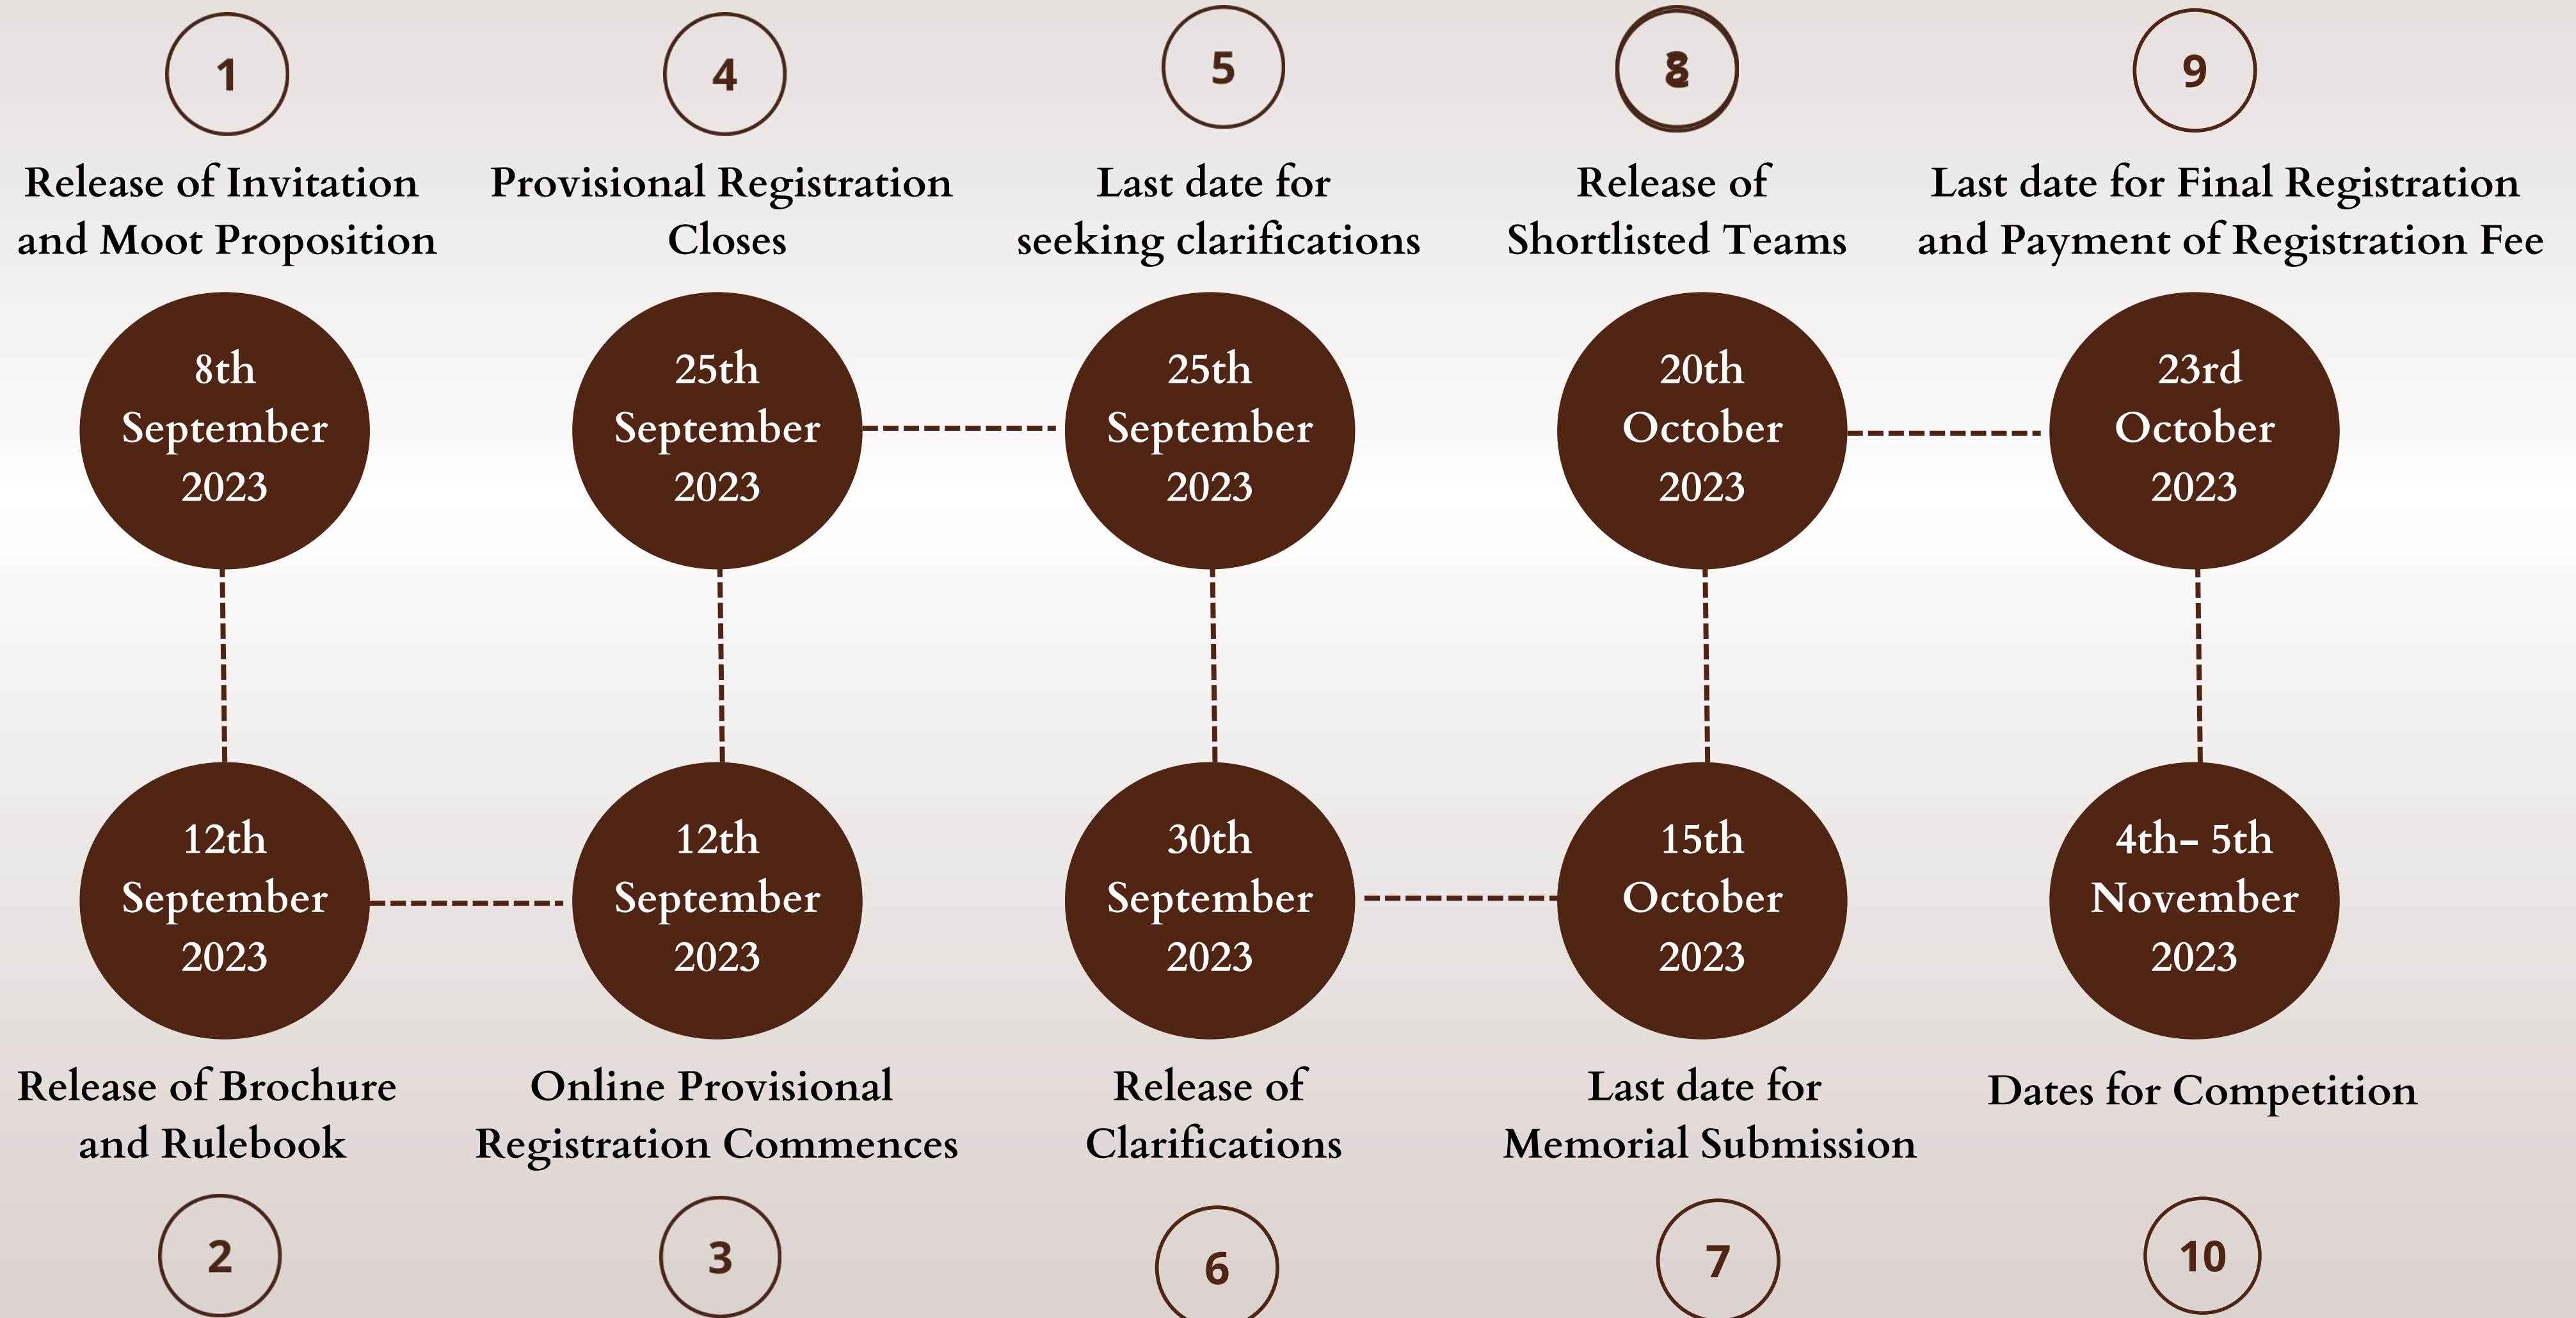 1
Release of Invitation
and Moot Proposition
8th
September
2023
12th
September
2023
Release of Brochure
and Rulebook
2
12th
September
2023
Online Provisional
Registration Commences
3
4
Provisional Registration
Closes
25th
September
2023
5
Last date for
seeking clarifications
25th
September
2023
30th
September
2023
Release of
Clarifications
6
15th
October
2023
Last date for
Memorial Submission
7
8
Release of
Shortlisted Teams
20th
October
2023
9
Last date for Final Registration
and Payment of Registration Fee
23rd
October
2023
4th- 5th
November
2023
Dates for Competition
10